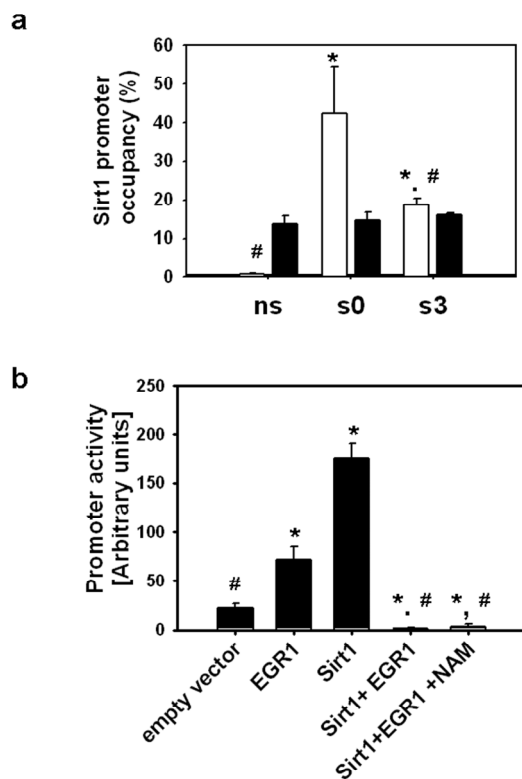 a
Sirt1 promoter
occupancy (%)
60
50
40
30
20
10
0
#
*
*. #
ns s0 s3
b
Promoter activity
[Arbitrary units]
250
200
150
100
50
0
#
*
*
*. #
*, #
empty vector
EGR1
Sirt1
Sirt1+ EGR1
Sirt1+EGR1 +NAM